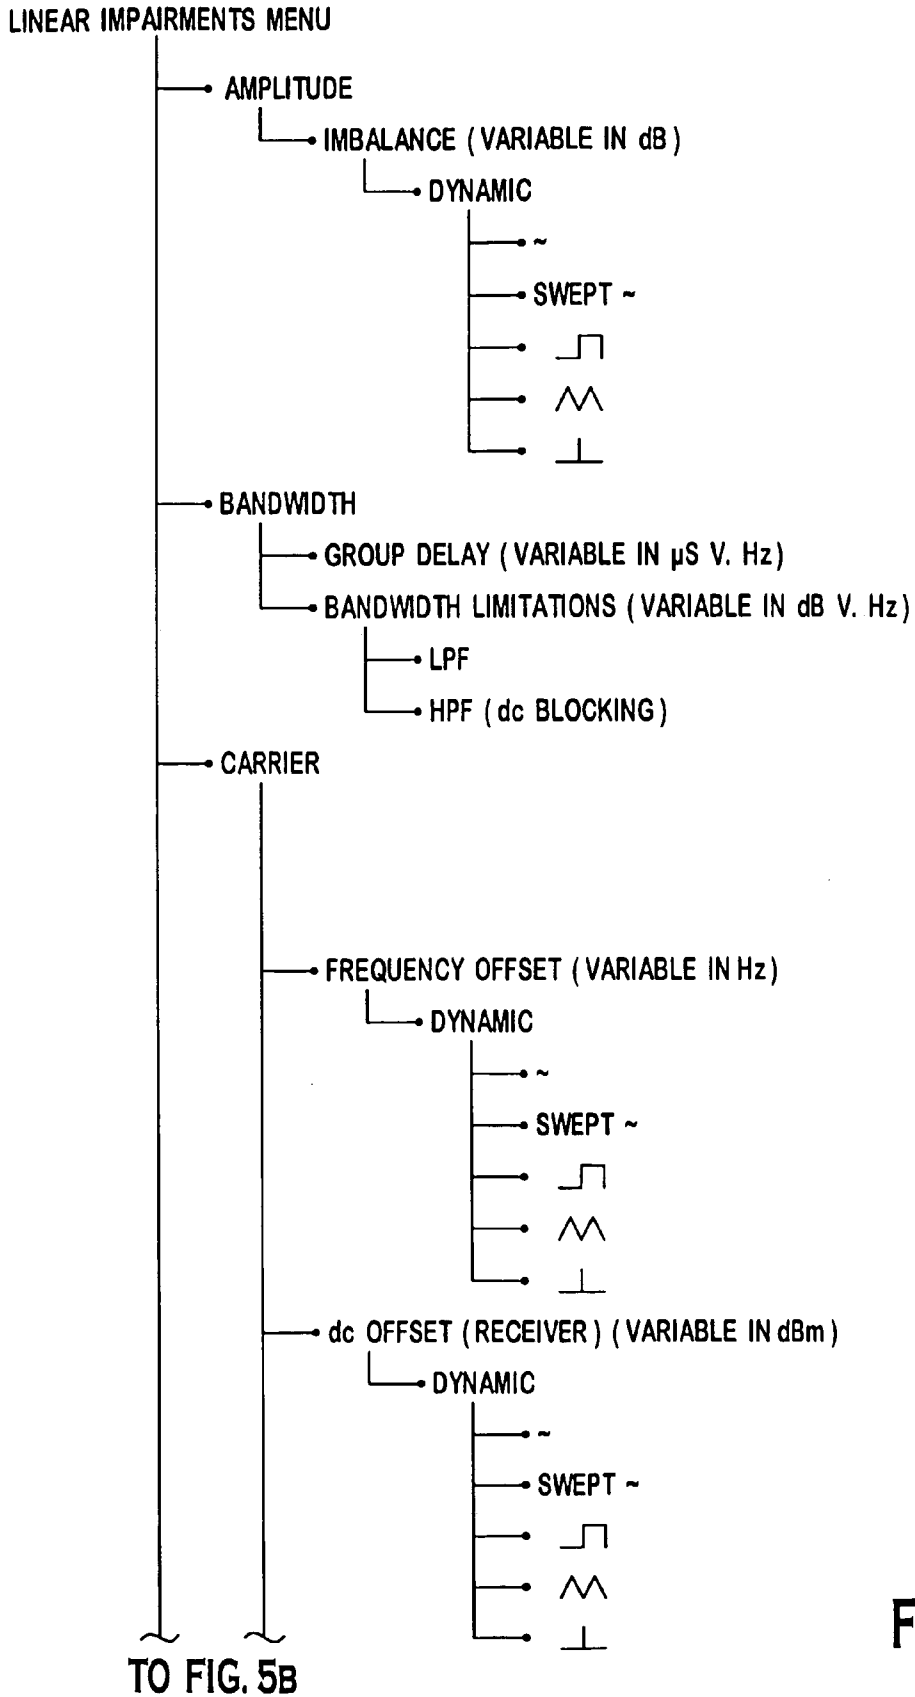 LINEAR IMPAIRMENTS MENU
AMPLITUDE
IMBALANCE (VARIABLE IN dB)
DYNAMIC
~
SWEPT ~
BANDWIDTH
GROUP DELAY (VARIABLE IN µS V. Hz)
BANDWIDTH LIMITATIONS (VARIABLE IN dB V. Hz)
LPF
HPF (dc BLOCKING)
CARRIER
FREQUENCY OFFSET (VARIABLE IN Hz)
DYNAMIC
~
SWEPT ~
dc OFFSET (RECEIVER) (VARIABLE IN dBm)
DYNAMIC
~
SWEPT ~
F
TO FIG. 5B